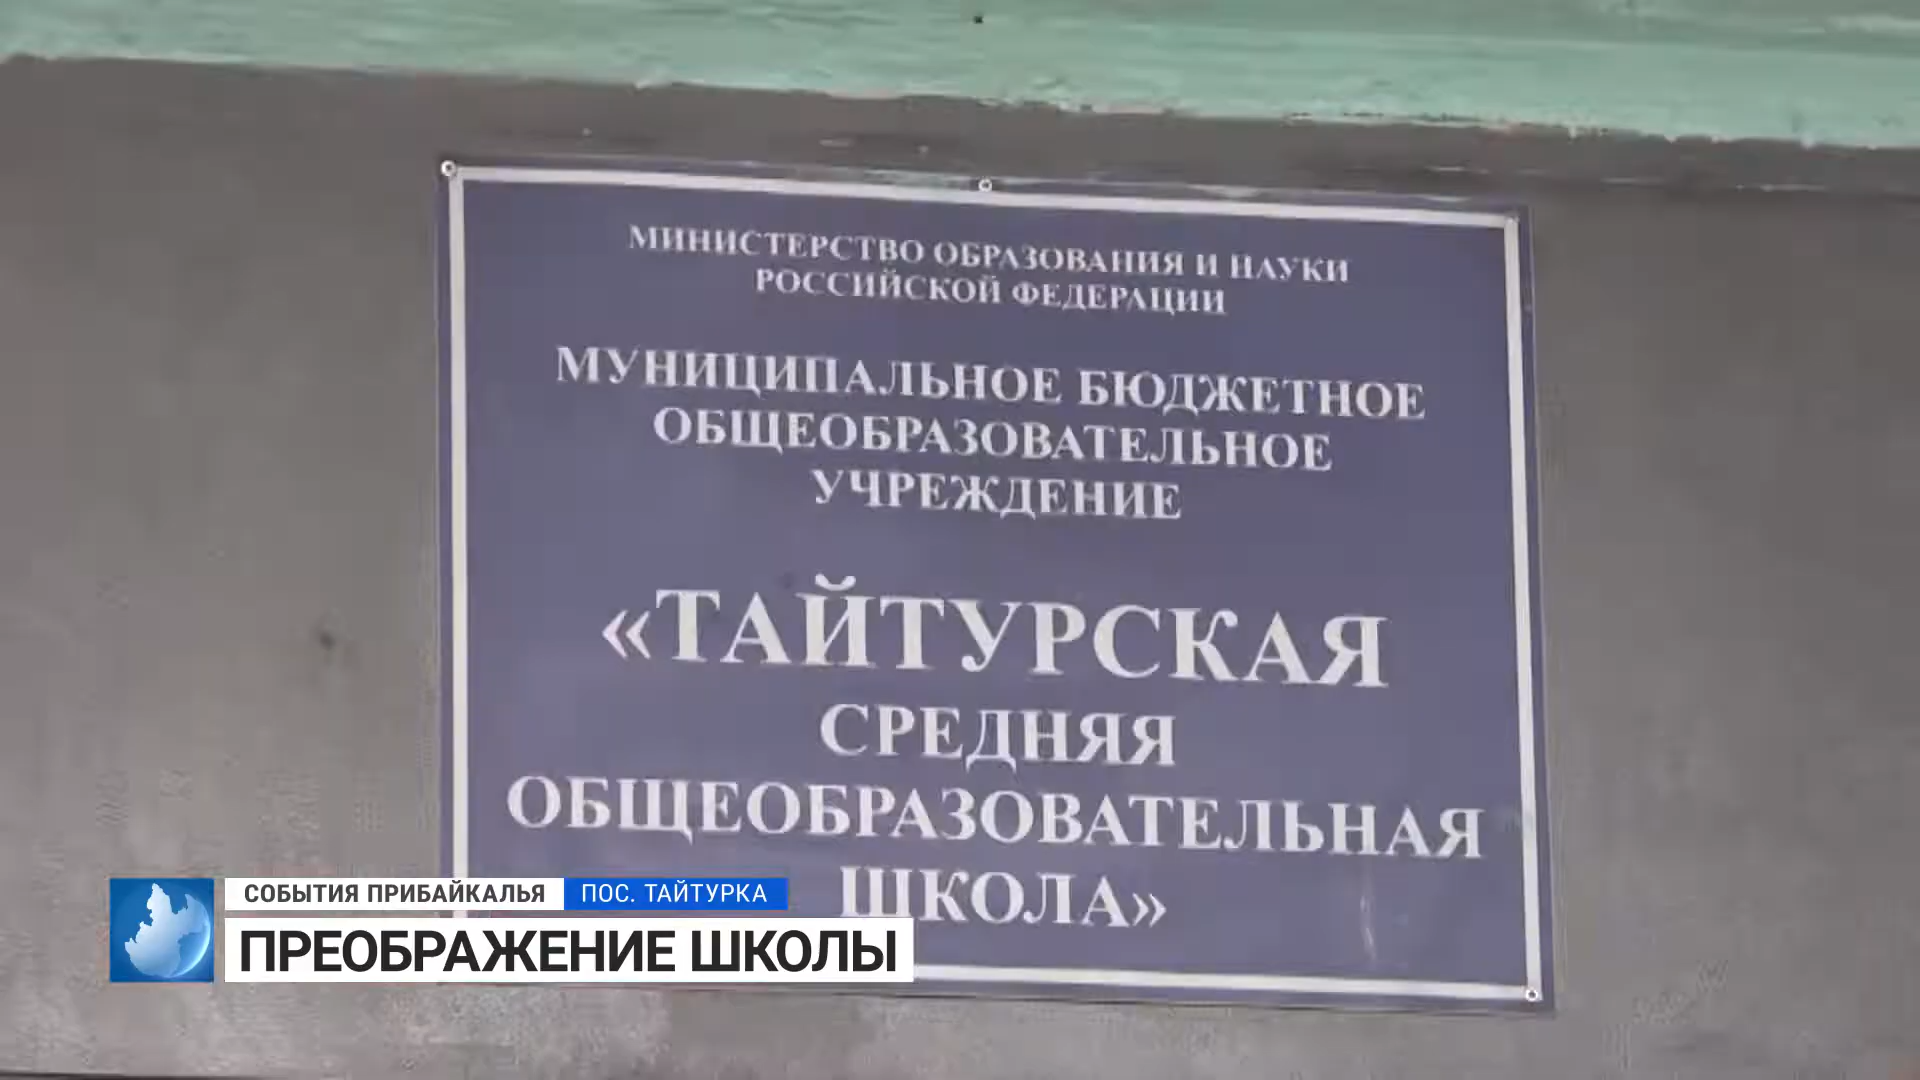 МИНИСТЕРСТВО ОБРАЗОВАНИЯ И НАУКИ
РОССИЙСКОЙ ФЕДЕРАЦИИ
МУНИЦИПАЛЬНОЕ БЮДЖЕТНОЕ
ОБЩЕОБРАЗОВАТЕЛЬНОЕ
УЧРЕЖДЕНИЕ
«ТАЙТУРСКАЯ
СРЕДНЯЯ
ОБЩЕОБРАЗОВАТЕЛЬНАЯ
ШКОЛА»
СОБЫТИЯ ПРИБАЙКАЛЬЯ ПОС. ТАЙТУРКА
ПРЕОБРАЖЕНИЕ ШКОЛЫ